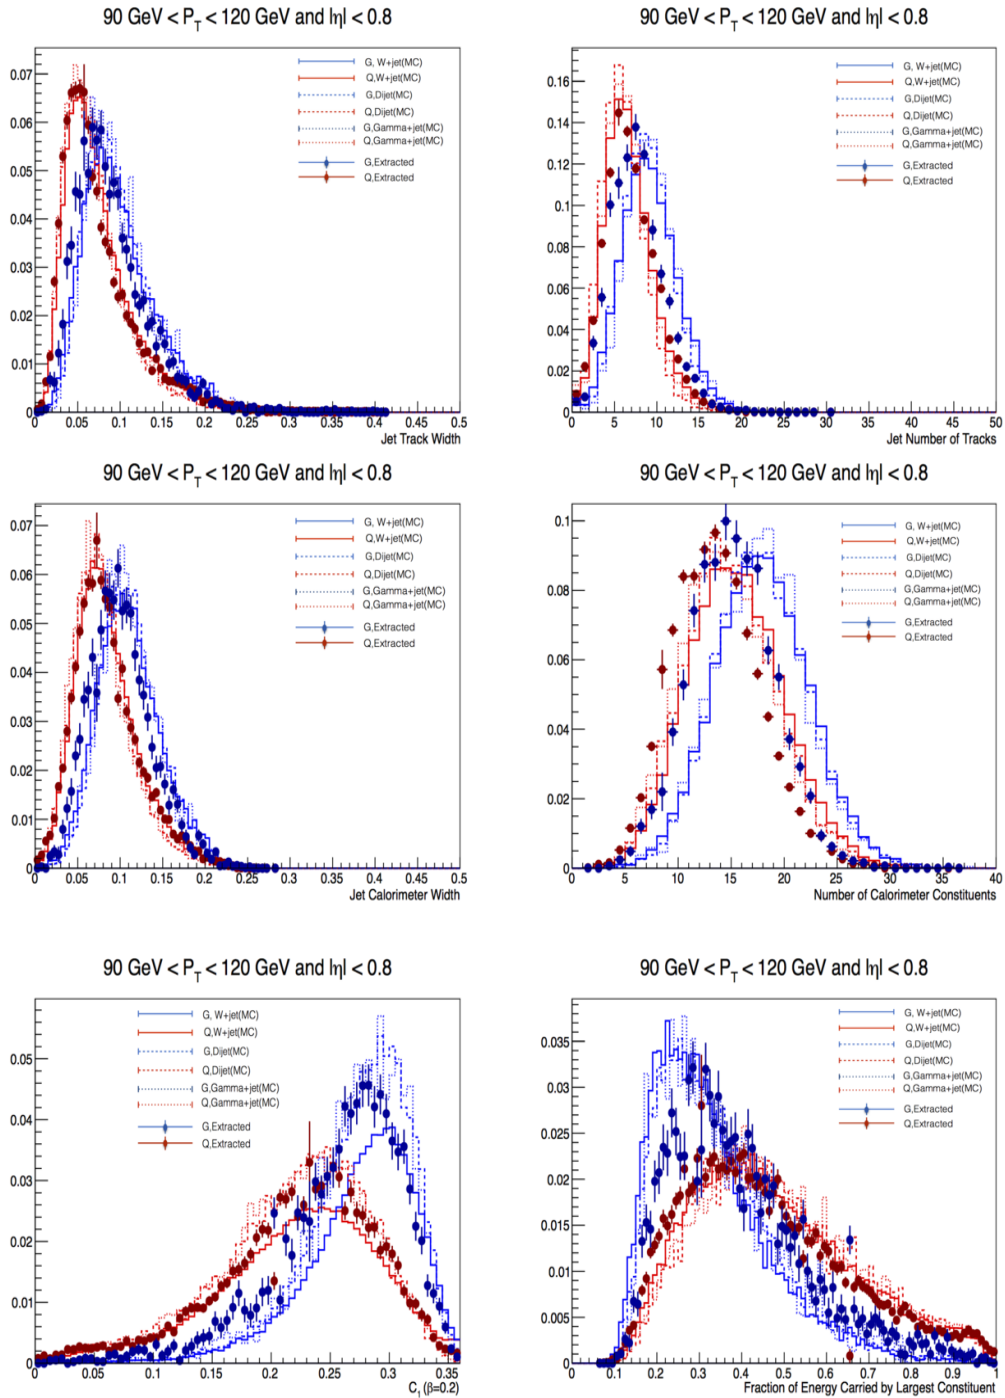 90 GeV < P_T < 120 GeV and |η| < 0.8
G, W+jet(MC)
Q,W+jet(MC)
G,Dijet(MC)
Q,Dijet(MC)
G,Gamma+jet(MC)
Q,Gamma+jet(MC)
G,Extracted
Q,Extracted
0.07
0.06
0.05
0.04
0.03
0.02
0.01
0
0 0.05 0.1 0.15 0.2 0.25 0.3 0.35 0.4 0.45 0.5
Jet Track Width
90 GeV < P_T < 120 GeV and |η| < 0.8
G, W+jet(MC)
Q,W+jet(MC)
G,Dijet(MC)
Q,Dijet(MC)
G,Gamma+jet(MC)
Q,Gamma+jet(MC)
G,Extracted
Q,Extracted
0.16
0.14
0.12
0.1
0.08
0.06
0.04
0.02
0
0 5 10 15 20 25 30 35 40 45 50
Jet Number of Tracks
90 GeV < P_T < 120 GeV and |η| < 0.8
G, W+jet(MC)
Q,W+jet(MC)
G,Dijet(MC)
Q,Dijet(MC)
G,Gamma+jet(MC)
Q,Gamma+jet(MC)
G,Extracted
Q,Extracted
0.07
0.06
0.05
0.04
0.03
0.02
0.01
0
0 0.05 0.1 0.15 0.2 0.25 0.3 0.35 0.4 0.45 0.5
Jet Calorimeter Width
90 GeV < P_T < 120 GeV and |η| < 0.8
G, W+jet(MC)
Q,W+jet(MC)
G,Dijet(MC)
Q,Dijet(MC)
G,Gamma+jet(MC)
Q,Gamma+jet(MC)
G,Extracted
Q,Extracted
0.1
0.08
0.06
0.04
0.02
0
0 5 10 15 20 25 30 35 40
Number of Calorimeter Constituents
90 GeV < P_T < 120 GeV and |η| < 0.8
G, W+jet(MC)
Q,W+jet(MC)
G,Dijet(MC)
Q,Dijet(MC)
G,Gamma+jet(MC)
Q,Gamma+jet(MC)
G,Extracted
Q,Extracted
0.05
0.04
0.03
0.02
0.01
0
0 0.05 0.1 0.15 0.2 0.25 0.3 0.35
C_1 (β=0.2)
90 GeV < P_T < 120 GeV and |η| < 0.8
G, W+jet(MC)
Q,W+jet(MC)
G,Dijet(MC)
Q,Dijet(MC)
G,Gamma+jet(MC)
Q,Gamma+jet(MC)
G,Extracted
Q,Extracted
0.035
0.03
0.025
0.02
0.015
0.01
0.005
0
0 0.1 0.2 0.3 0.4 0.5 0.6 0.7 0.8 0.9 1
Fraction of Energy Carried by Largest Constituent